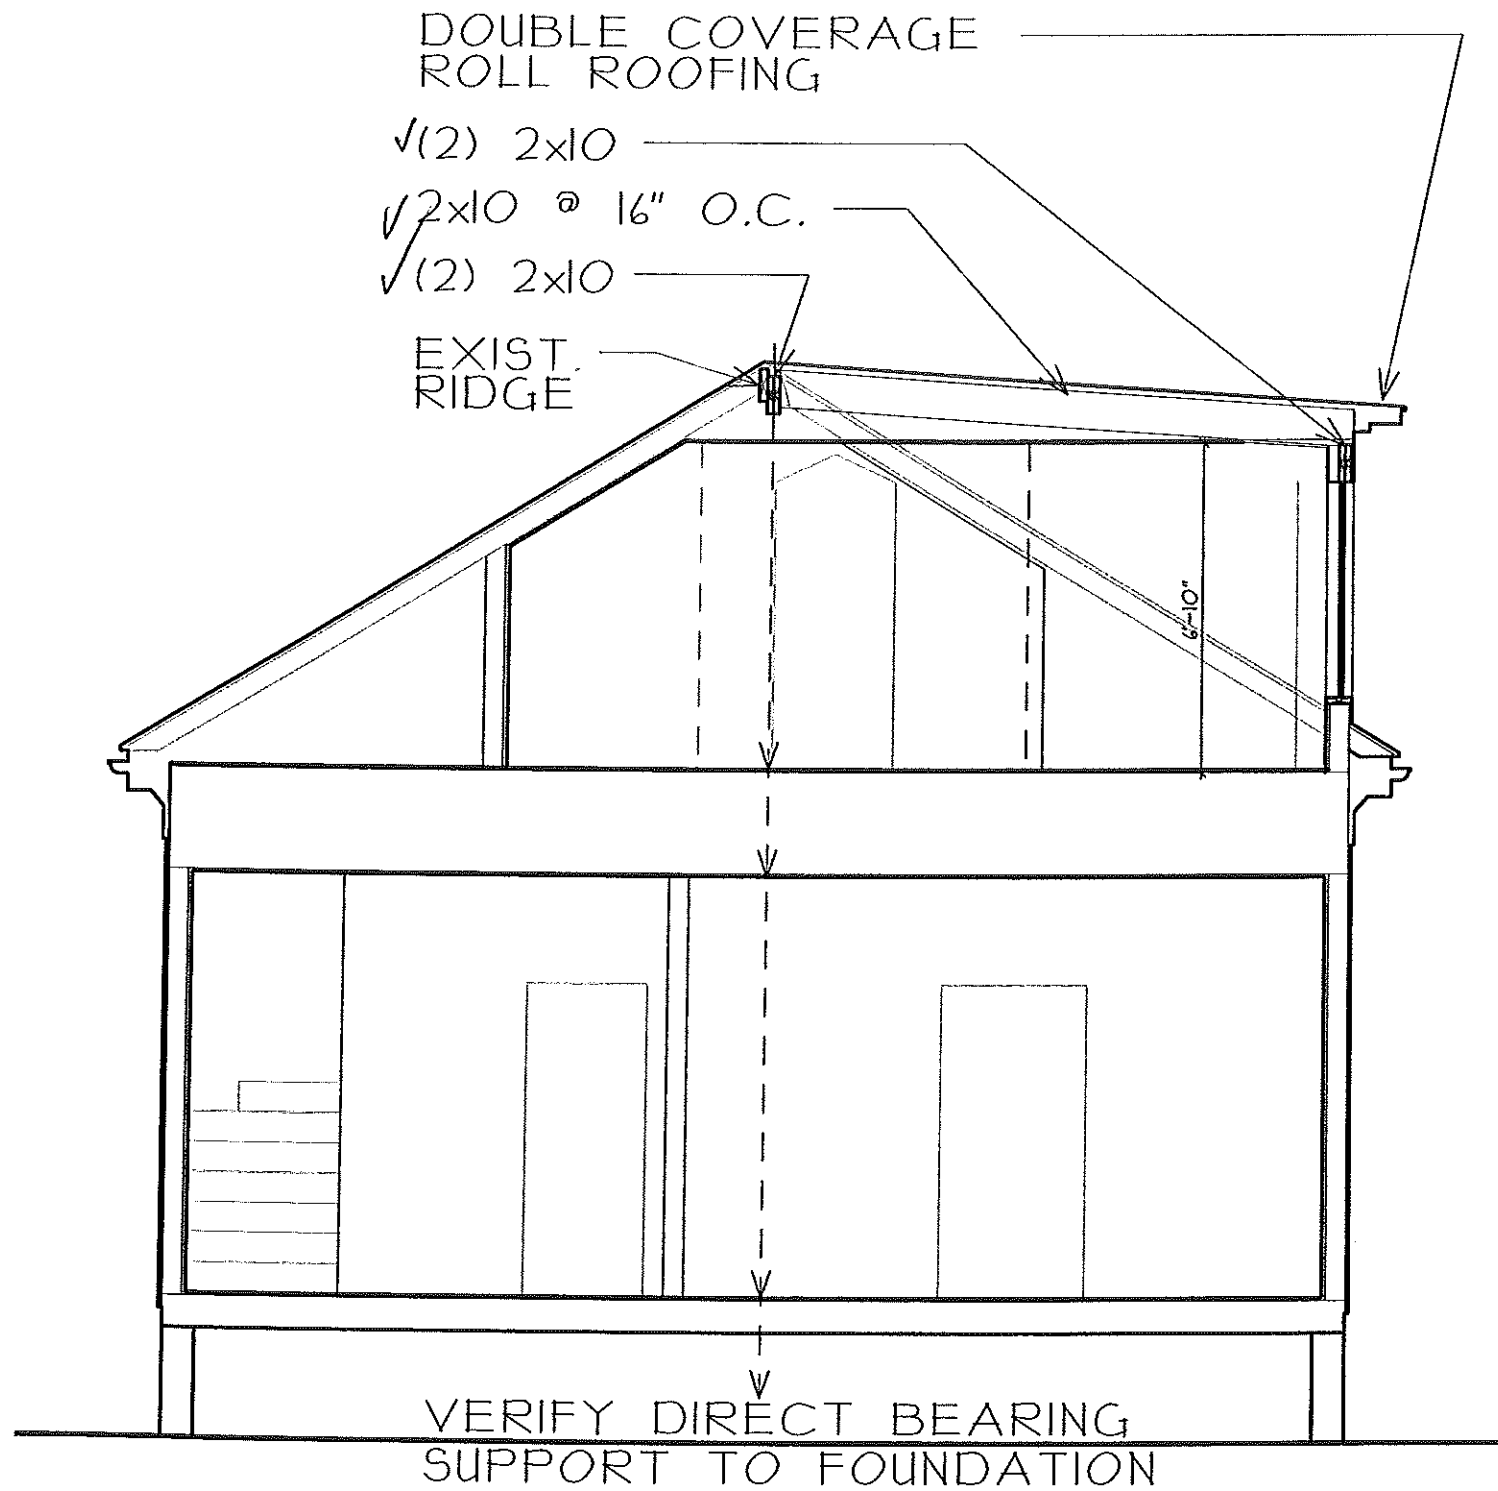 DOUBLE COVERAGE
ROLL ROOFING
✓(2) 2x10
✓2x10 @ 16" O.C.
✓(2) 2x10
EXIST.
RIDGE
6'-10"
VERIFY DIRECT BEARING
SUPPORT TO FOUNDATION